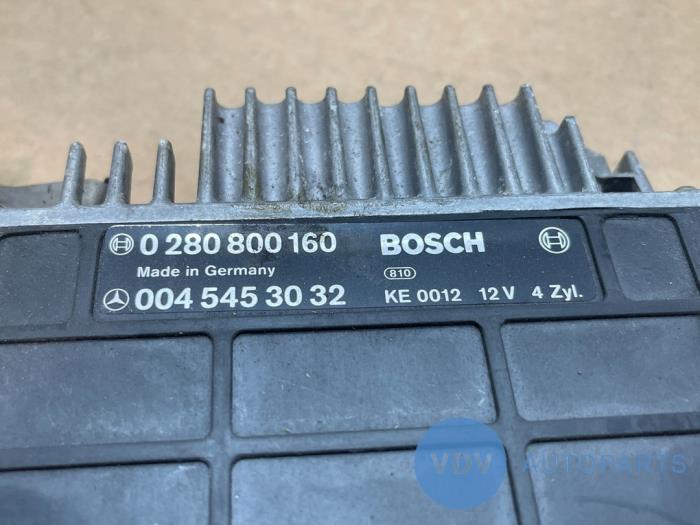 0 280 800 160 BOSCH
Made in Germany 810
004 545 30 32 KE 0012 12 V 4 Zyl.
VDV AUTOPARTS